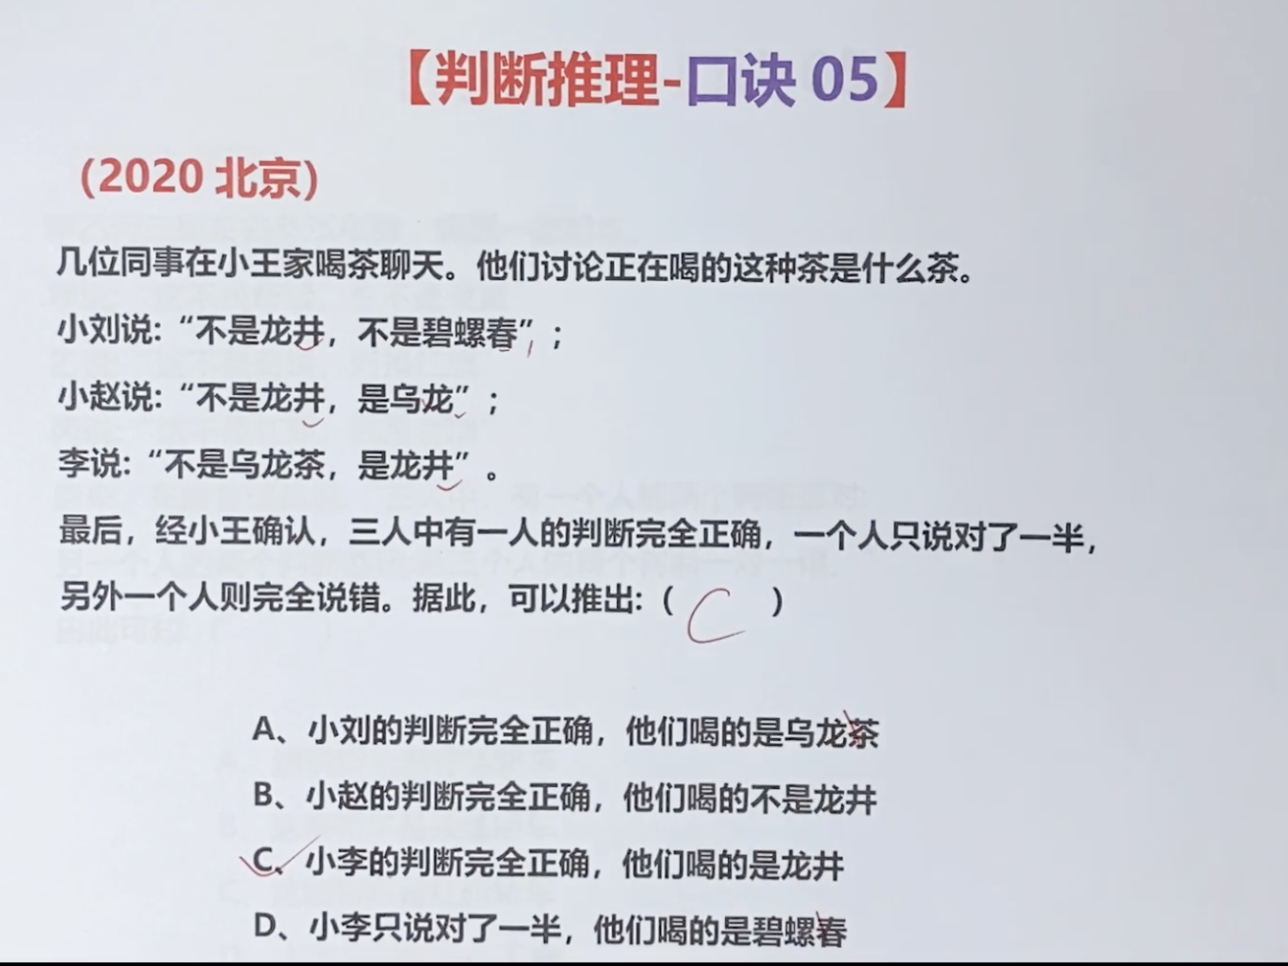 【判断推理-口诀 05】
（2020 北京）
几位同事在小王家喝茶聊天。他们讨论正在喝的这种茶是什么茶。
小刘说：“不是龙井，不是碧螺春”；
小赵说：“不是龙井，是乌龙”；
李说：“不是乌龙茶，是龙井”。
最后，经小王确认，三人中有一人的判断完全正确，一个人只说对了一半，
另外一个人则完全说错。据此，可以推出：（ C ）
A、小刘的判断完全正确，他们喝的是乌龙茶
B、小赵的判断完全正确，他们喝的不是龙井
C、小李的判断完全正确，他们喝的是龙井
D、小李只说对了一半，他们喝的是碧螺春